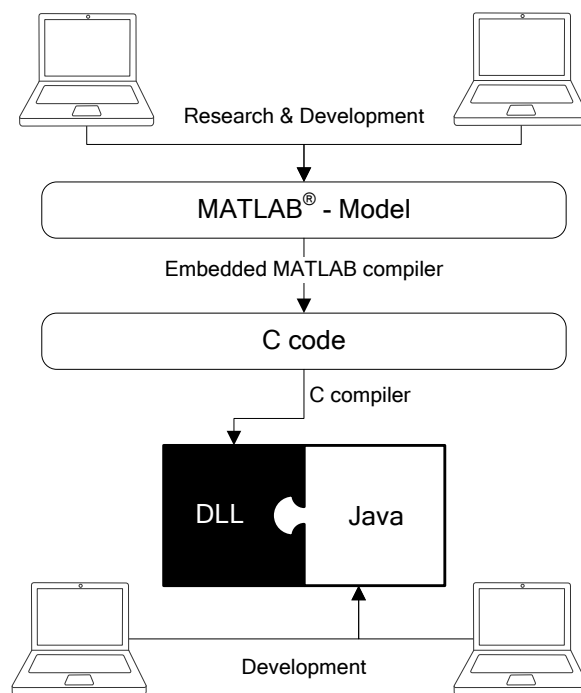 Research & Development
MATLAB® - Model
Embedded MATLAB compiler
C code
C compiler
DLL
Java
Development